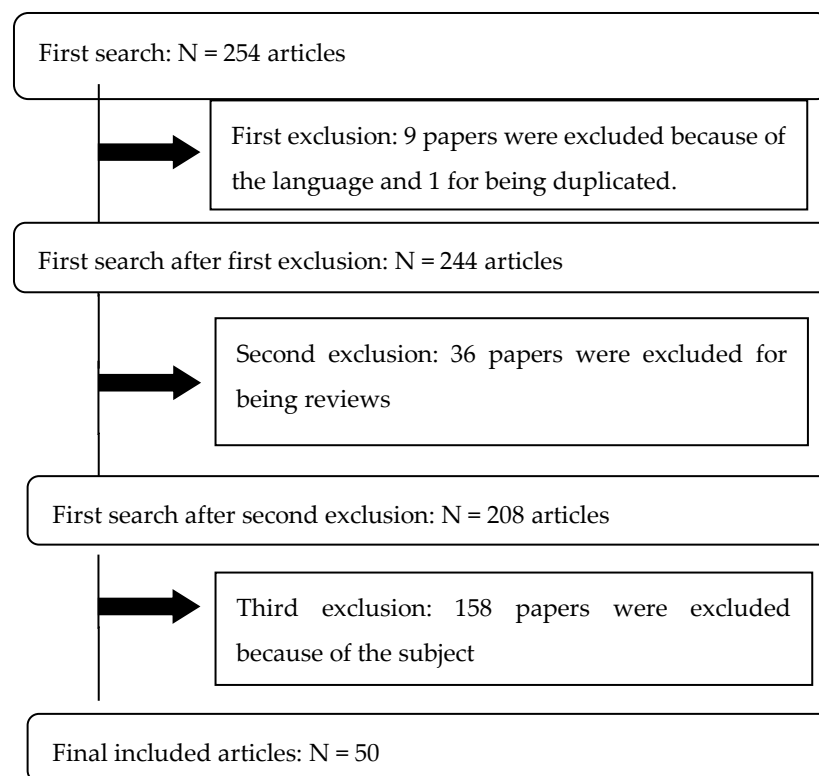 First search: N = 254 articles
First exclusion: 9 papers were excluded because of
the language and 1 for being duplicated.
First search after first exclusion: N = 244 articles
Second exclusion: 36 papers were excluded for
being reviews
First search after second exclusion: N = 208 articles
Third exclusion: 158 papers were excluded
because of the subject
Final included articles: N = 50